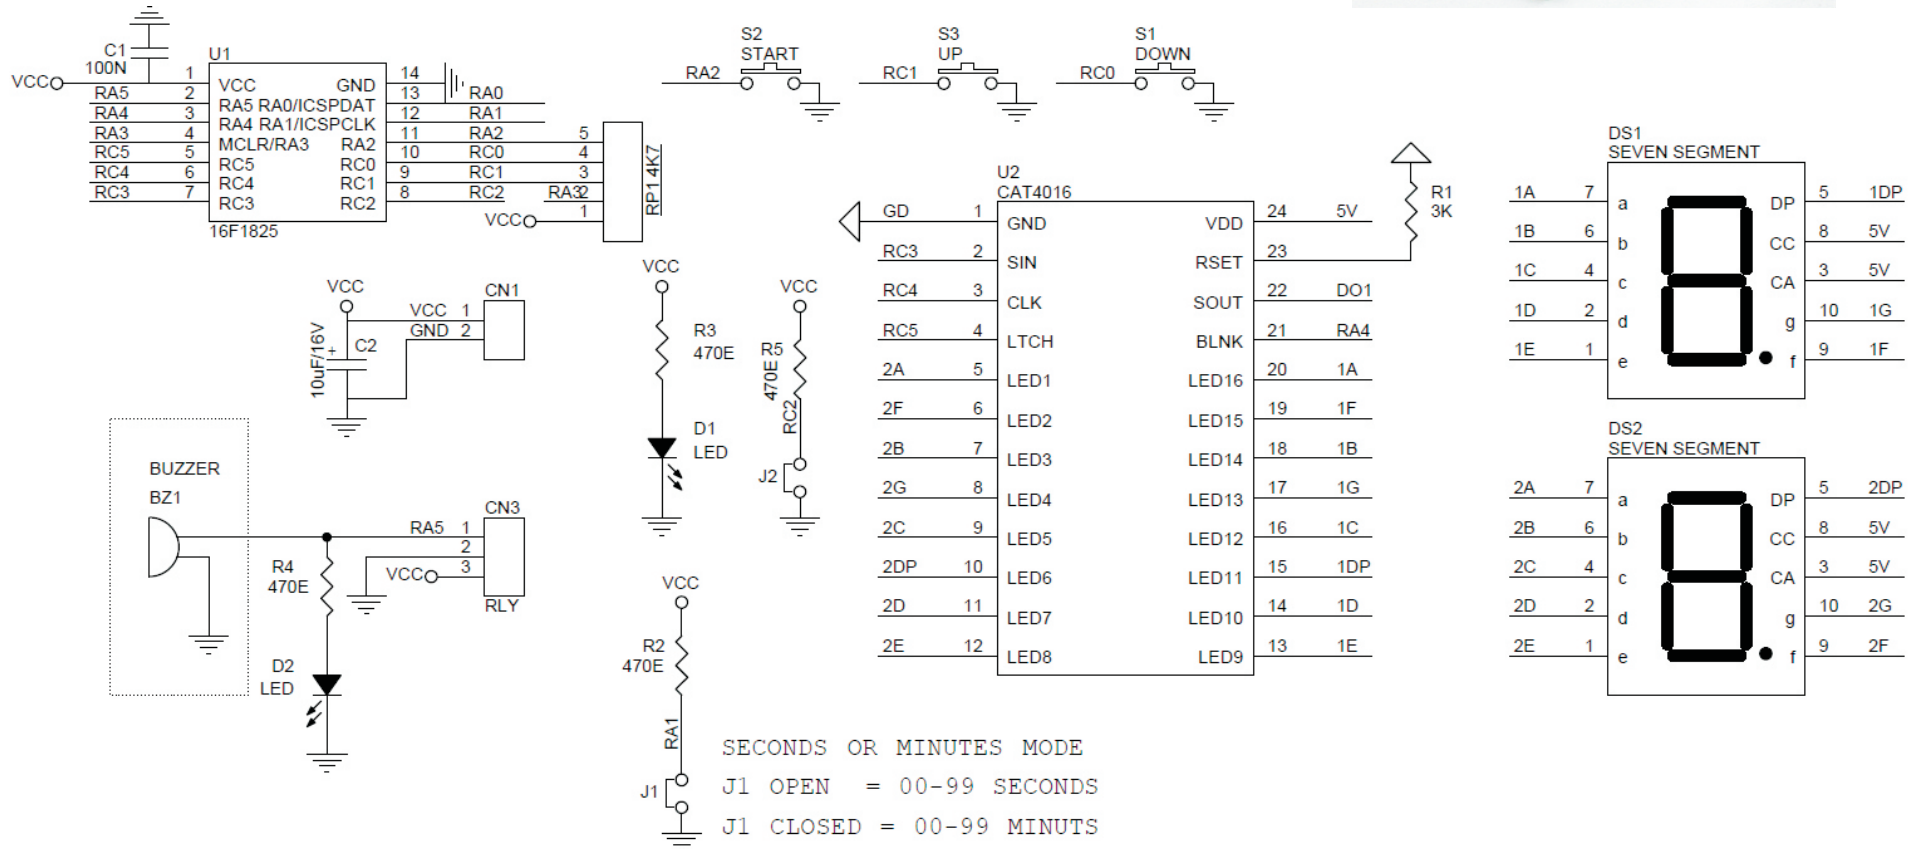 C1
100N
VCC
U1
1 VCC GND 14
RA5 2 RA5 RA0/ICSPDAT 13 RA0
RA4 3 RA4 RA1/ICSPCLK 12 RA1
RA3 4 MCLR/RA3 RA2 11 RA2
RC5 5 RC5 RC0 10 RC0
RC4 6 RC4 RC1 9 RC1
RC3 7 RC3 RC2 8 RC2
16F1825
5
4
3
RA3 2
VCC 1
RP1 4K7
S2
START
RA2
S3
UP
RC1
S1
DOWN
RC0
VCC
10uF/16V
+
C2
CN1
VCC 1
GND 2
VCC
R3
470E
D1
LED
VCC
R5
470E
RC2
J2
BUZZER
BZ1
R4
470E
D2
LED
CN3
RA5 1
2
VCC 3
RLY
VCC
R2
470E
RA1
J1
SECONDS OR MINUTES MODE
J1 OPEN = 00-99 SECONDS
J1 CLOSED = 00-99 MINUTS
U2
CAT4016
GD 1 GND VDD 24 5V
RC3 2 SIN RSET 23
RC4 3 CLK SOUT 22 DO1
RC5 4 LTCH BLNK 21 RA4
2A 5 LED1 LED16 20 1A
2F 6 LED2 LED15 19 1F
2B 7 LED3 LED14 18 1B
2G 8 LED4 LED13 17 1G
2C 9 LED5 LED12 16 1C
2DP 10 LED6 LED11 15 1DP
2D 11 LED7 LED10 14 1D
2E 12 LED8 LED9 13 1E
R1
3K
DS1
SEVEN SEGMENT
1A 7 a DP 5 1DP
1B 6 b CC 8 5V
1C 4 c CA 3 5V
1D 2 d g 10 1G
1E 1 e f 9 1F
DS2
SEVEN SEGMENT
2A 7 a DP 5 2DP
2B 6 b CC 8 5V
2C 4 c CA 3 5V
2D 2 d g 10 2G
2E 1 e f 9 2F